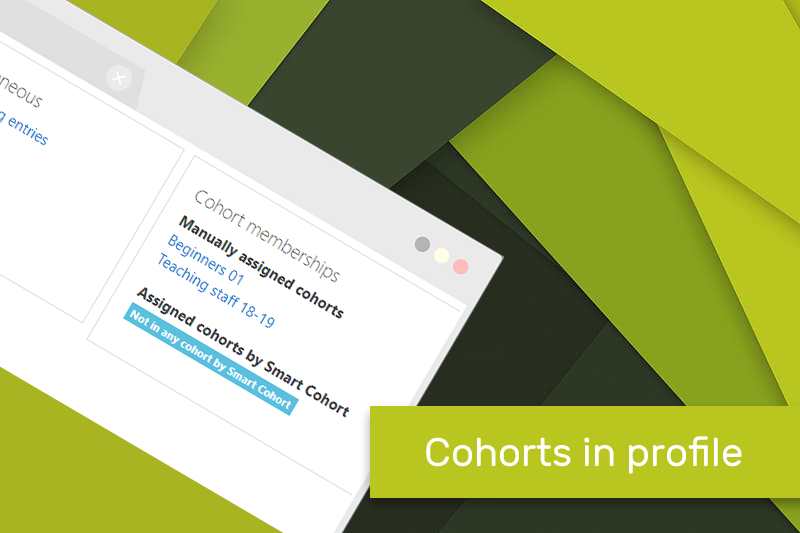 entries
Cohort memberships
Manually assigned cohorts
Beginners 01
Teaching staff 18-19
Assigned cohorts by Smart Cohort
Not in any cohort by Smart Cohort
Cohorts in profile